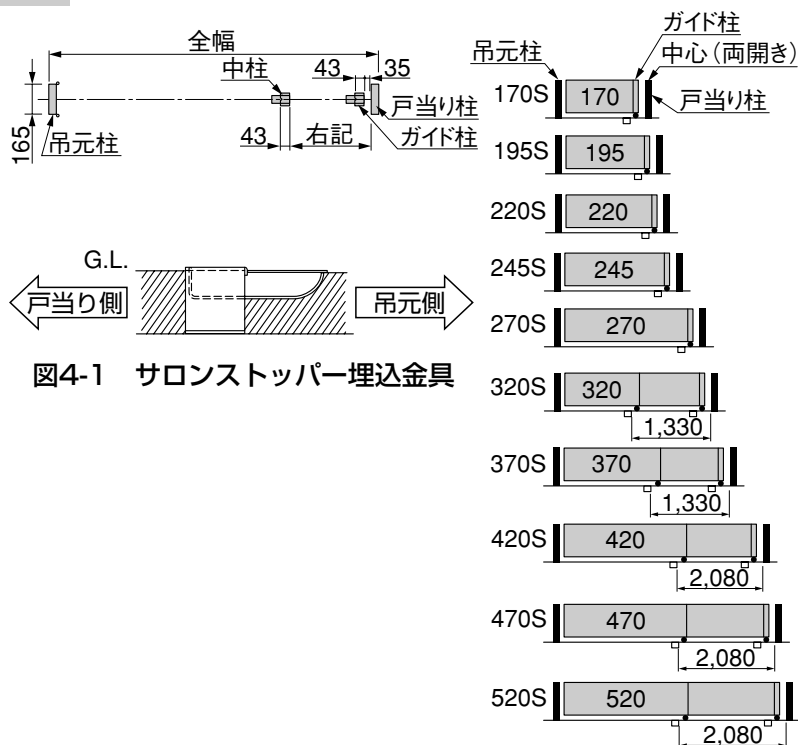 全幅
中柱
43
35
戸当り柱
165
吊元柱
43
右記
ガイド柱
G.L.
戸当り側
吊元側
図4-1 サロンストッパー埋込金具
ガイド柱
吊元柱
中心(両開き)
170S
170
戸当り柱
195S
195
220S
220
245S
245
270S
270
320S
320
1,330
370S
370
1,330
420S
420
2,080
470S
470
2,080
520S
520
2,080